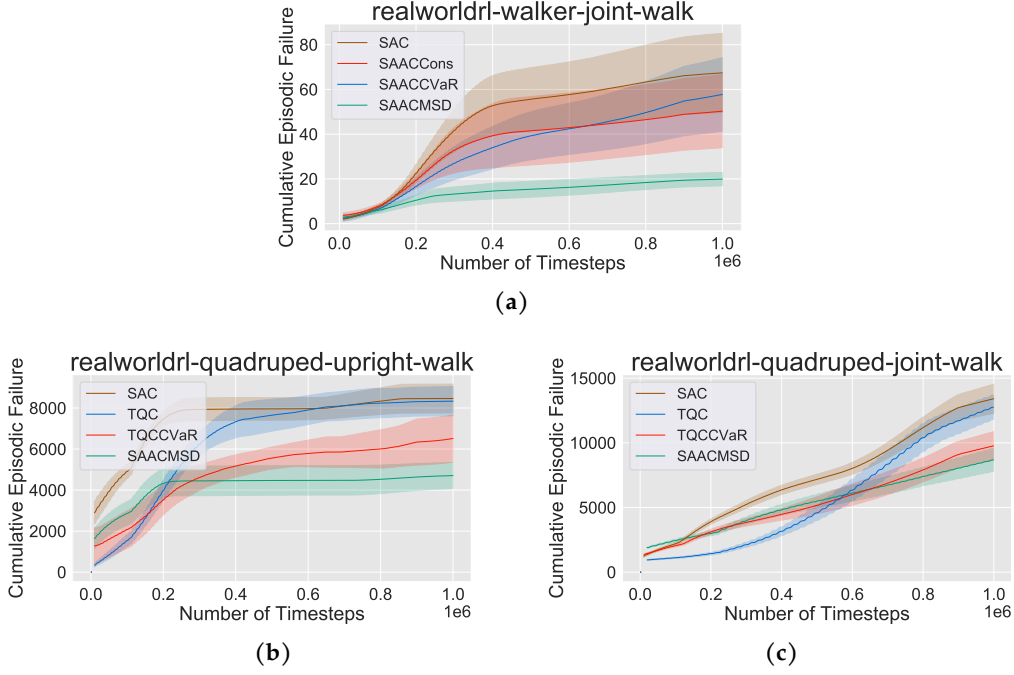 realworldrl-walker-joint-walk
Cumulative Episodic Failure
80
60
40
20
0
SAC
SAACCons
SAACCVaR
SAACMSD
0.0 0.2 0.4 0.6 0.8 1.0
1e6
Number of Timesteps
(a)
realworldrl-quadruped-upright-walk
Cumulative Episodic Failure
8000
6000
4000
2000
0
SAC
TQC
TQCCVaR
SAACMSD
0.0 0.2 0.4 0.6 0.8 1.0
1e6
Number of Timesteps
(b)
realworldrl-quadruped-joint-walk
Cumulative Episodic Failure
15000
10000
5000
0
SAC
TQC
TQCCVaR
SAACMSD
0.0 0.2 0.4 0.6 0.8 1.0
1e6
Number of Timesteps
(c)